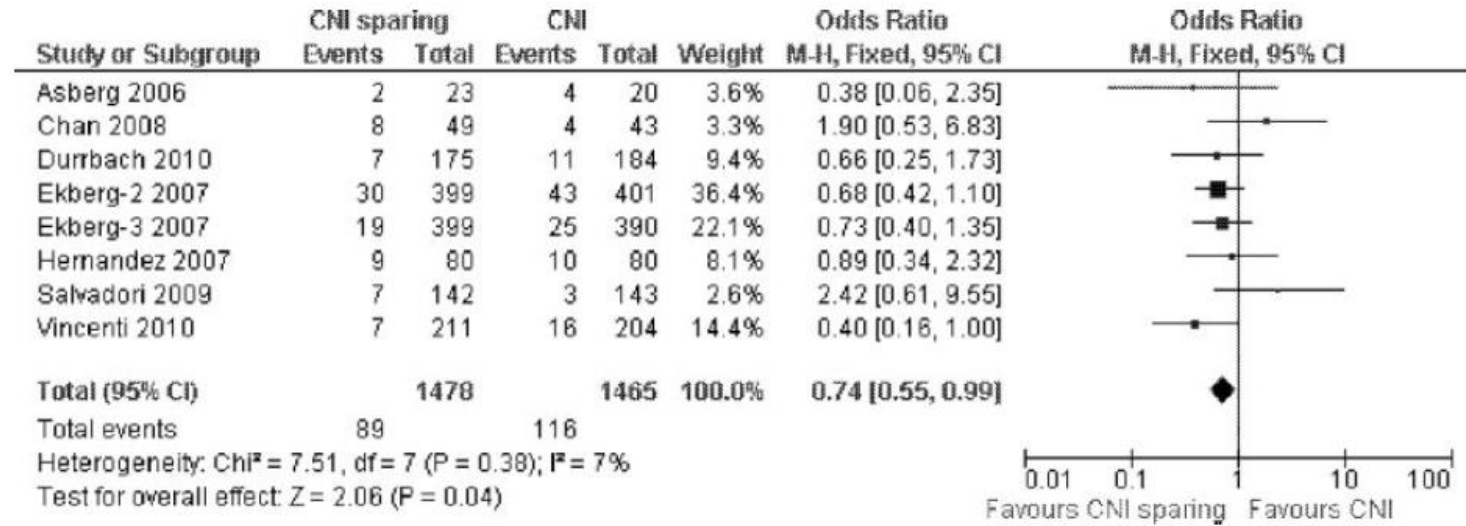 CNI sparing CNI Odds Ratio Odds Ratio
Study or Subgroup Events Total Events Total Weight M-H, Fixed, 95% CI M-H, Fixed, 95% CI
Asberg 2006 2 23 4 20 3.6% 0.38 [0.06, 2.35]
Chan 2008 8 49 4 43 3.3% 1.90 [0.53, 6.83]
Durrbach 2010 7 175 11 184 9.4% 0.66 [0.25, 1.73]
Ekberg-2 2007 30 399 43 401 36.4% 0.68 [0.42, 1.10]
Ekberg-3 2007 19 399 25 390 22.1% 0.73 [0.40, 1.35]
Hernandez 2007 9 80 10 80 8.1% 0.89 [0.34, 2.32]
Salvadori 2009 7 142 3 143 2.6% 2.42 [0.61, 9.55]
Vincenti 2010 7 211 16 204 14.4% 0.40 [0.16, 1.00]
Total (95% CI) 1478 1465 100.0% 0.74 [0.55, 0.99]
Total events 89 116
Heterogeneity: Chi² = 7.51, df = 7 (P = 0.38); I² = 7%
Test for overall effect: Z = 2.06 (P = 0.04)
0.01 0.1 1 10 100
Favours CNI sparing Favours CNI